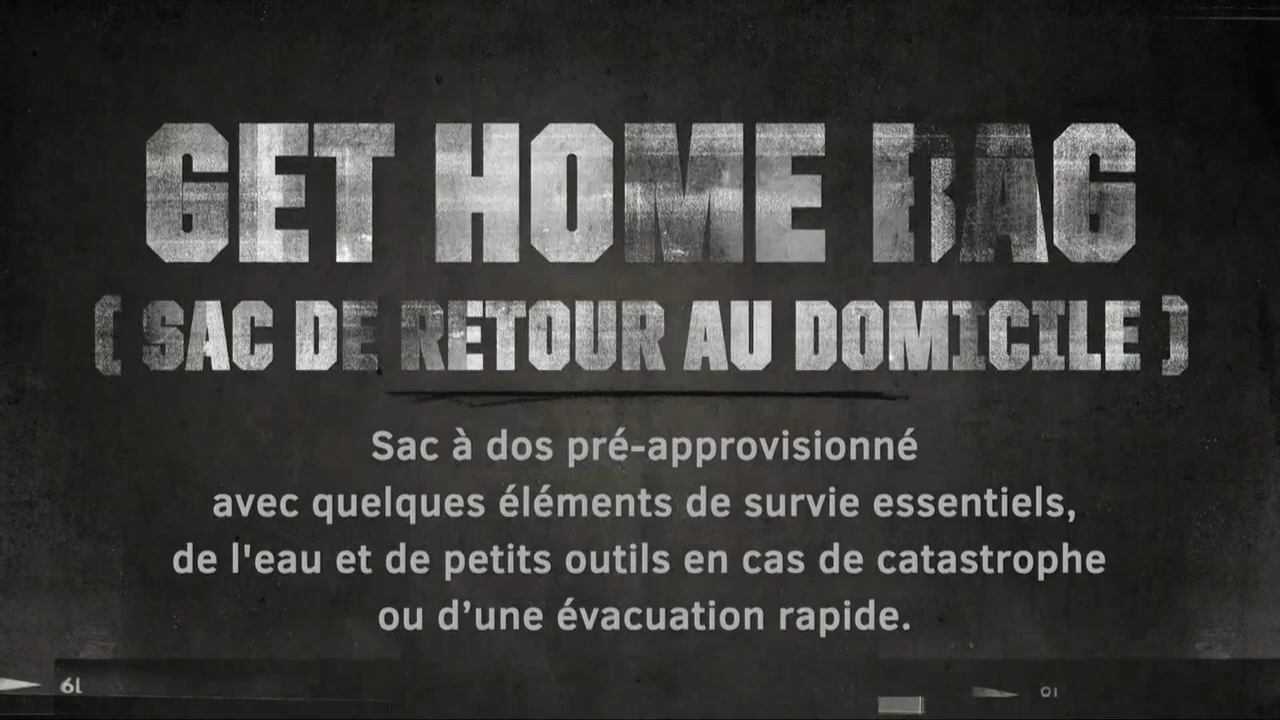 GET HOME BAG
( SAC DE RETOUR AU DOMICILE )
Sac à dos pré-approvisionné
avec quelques éléments de survie essentiels,
de l'eau et de petits outils en cas de catastrophe
ou d’une évacuation rapide.